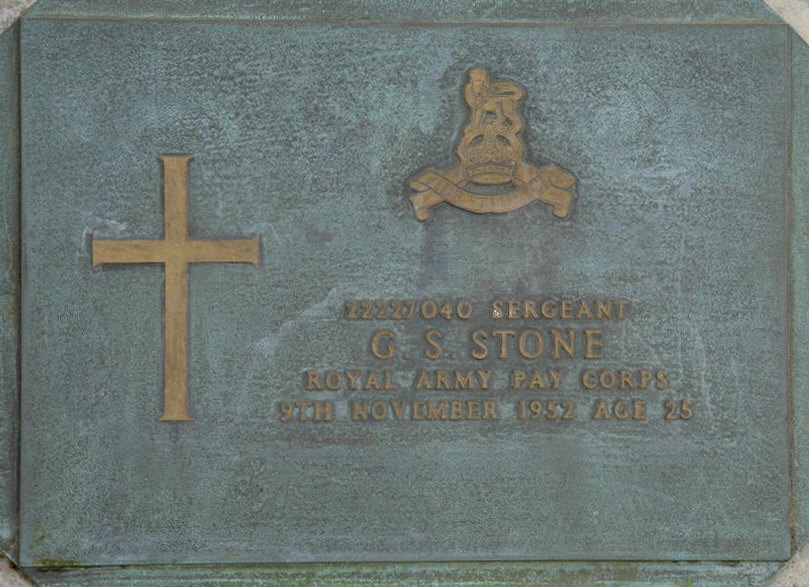 22227040 SERGEANT
G. S. STONE
ROYAL ARMY PAY CORPS
9TH NOVEMBER 1952 AGE 25